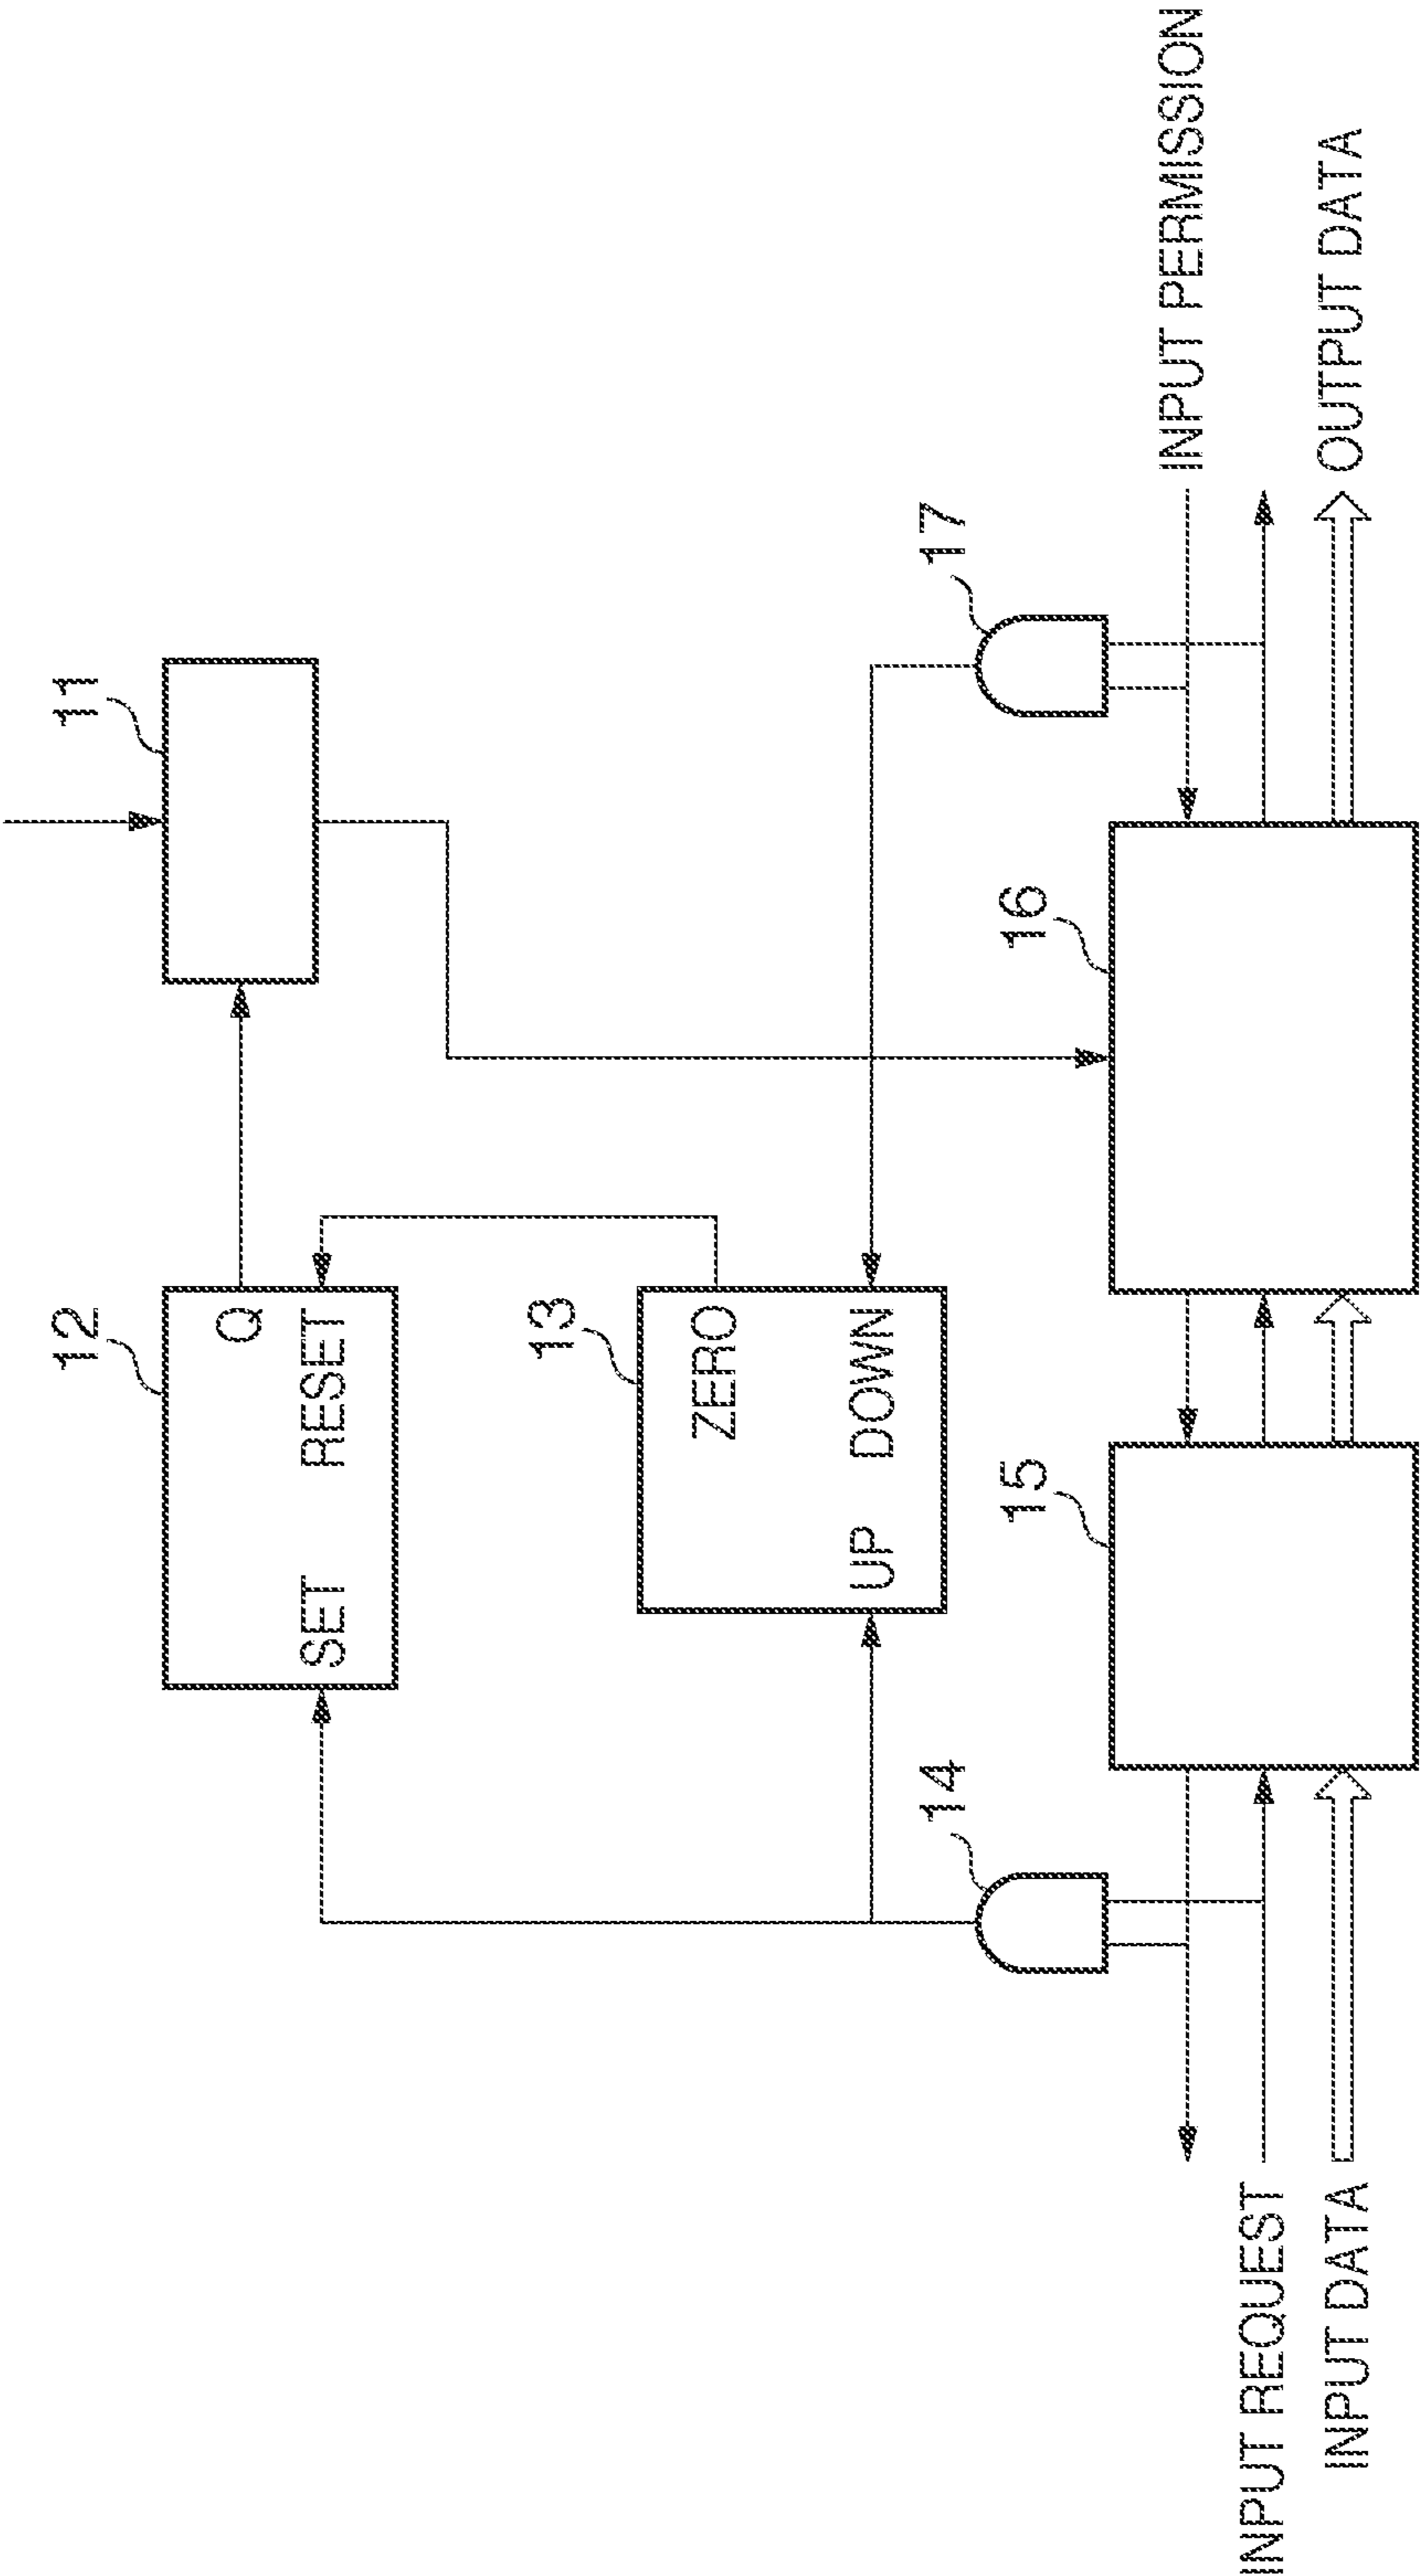 11
12
Q
SET RESET
13
ZERO
UP DOWN
14
17
15
16
INPUT PERMISSION
INPUT REQUEST
INPUT DATA
OUTPUT DATA